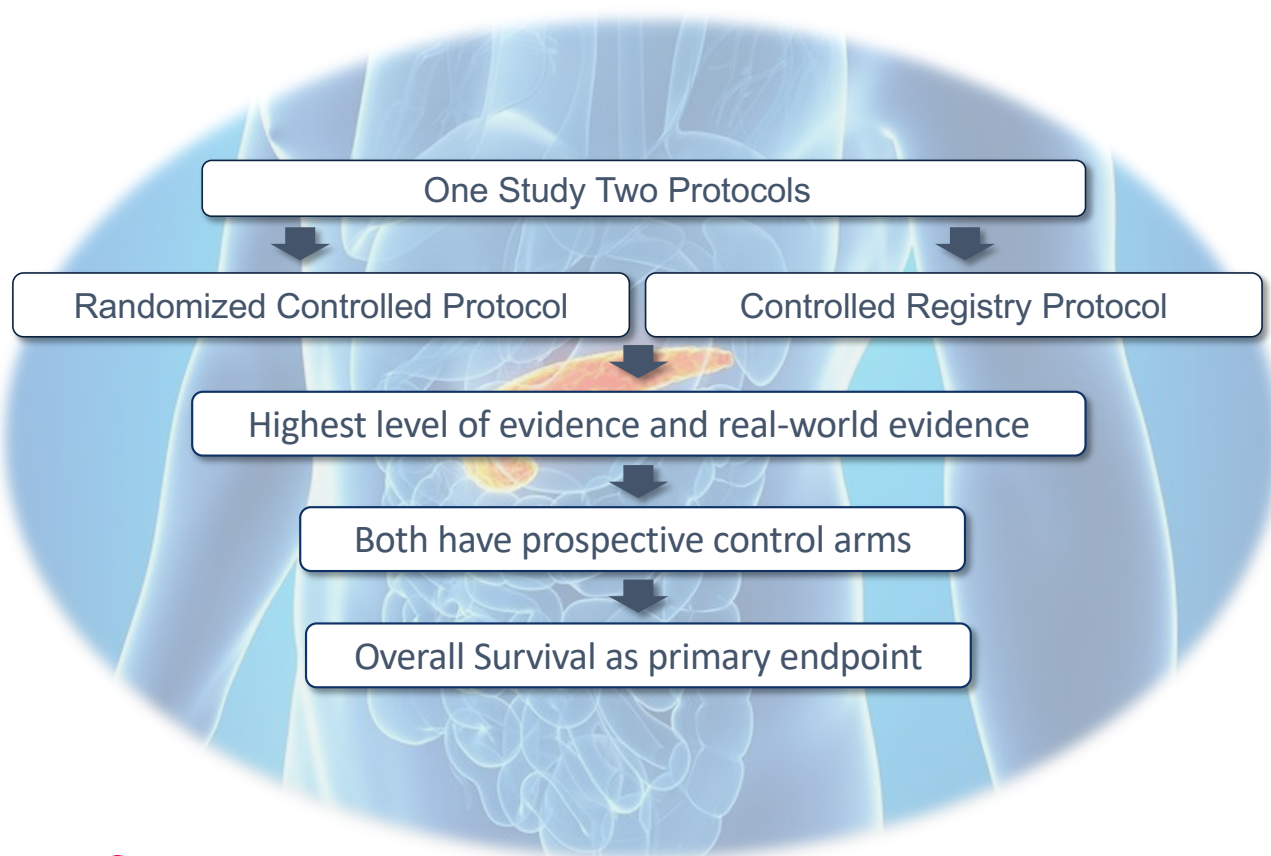 One Study Two Protocols
Randomized Controlled Protocol
Controlled Registry Protocol
Highest level of evidence and real-world evidence
Both have prospective control arms
Overall Survival as primary endpoint